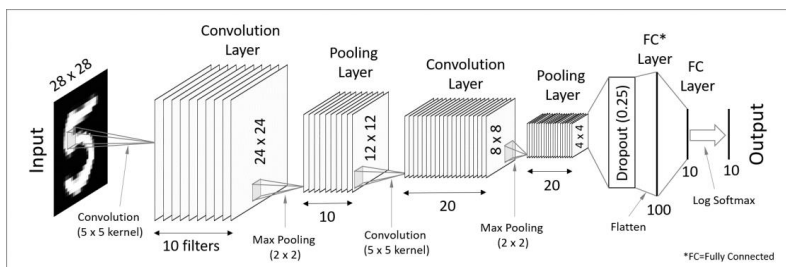 Input
28 x 28
Convolution
(5 x 5 kernel)
Convolution
Layer
24 x 24
10 filters
Max Pooling
(2 x 2)
Pooling
Layer
12 x 12
10
Convolution
(5 x 5 kernel)
Convolution
Layer
8 x 8
20
Max Pooling
(2 x 2)
Pooling
Layer
4 x 4
20
Dropout (0.25)
Flatten
FC*
Layer
100
FC
Layer
10
Log Softmax
10
Output
*FC=Fully Connected